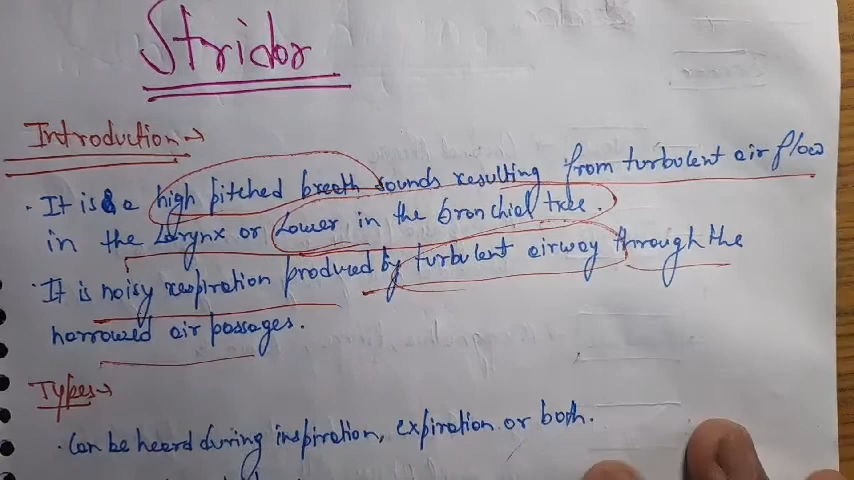 Stridor
Introduction→
· It is a high pitched breath sounds resulting from turbulent air flow
in the Larynx or Lower in the bronchial tree.
· It is noisy respiration produced by turbulent airway through the
narrowed air passages.
Types→
· Can be heard during inspiration, expiration or both.